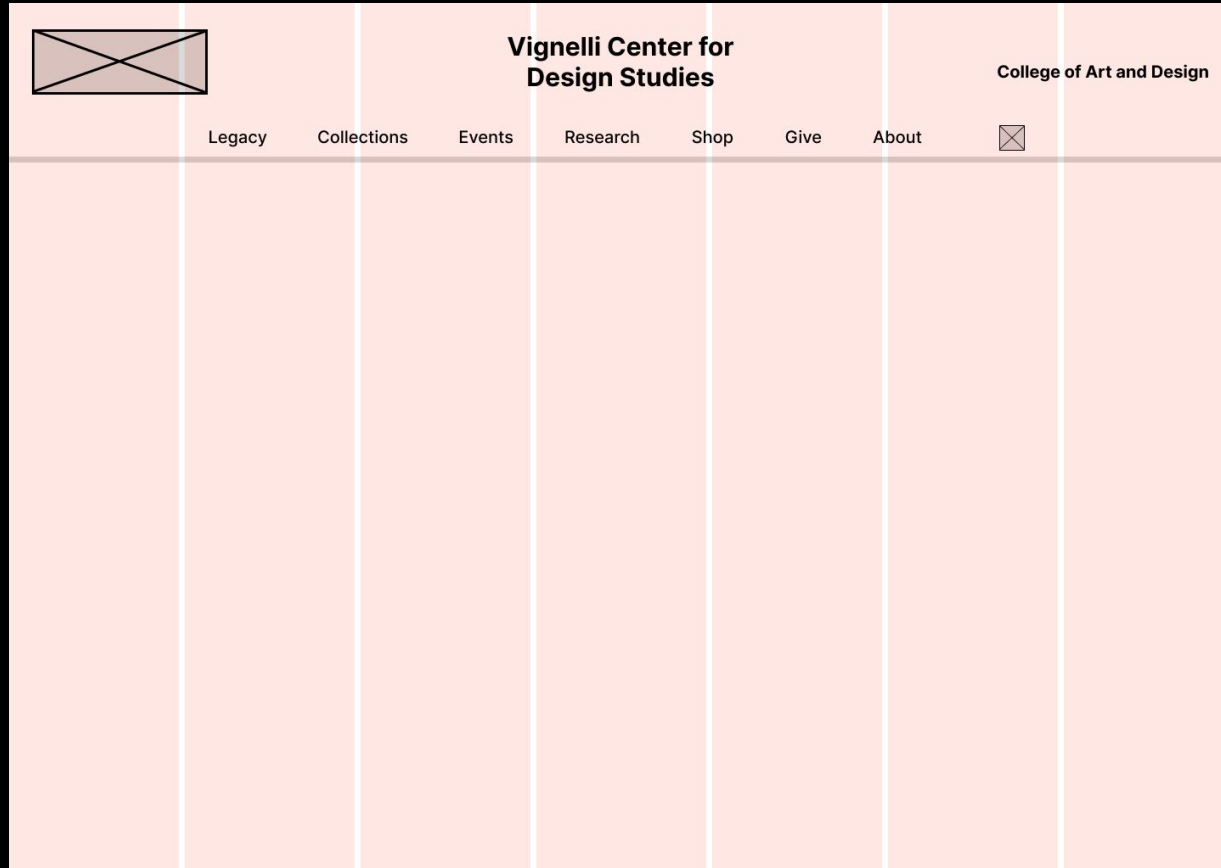 Vignelli Center for
Design Studies
College of Art and Design
Legacy Collections Events Research Shop Give About